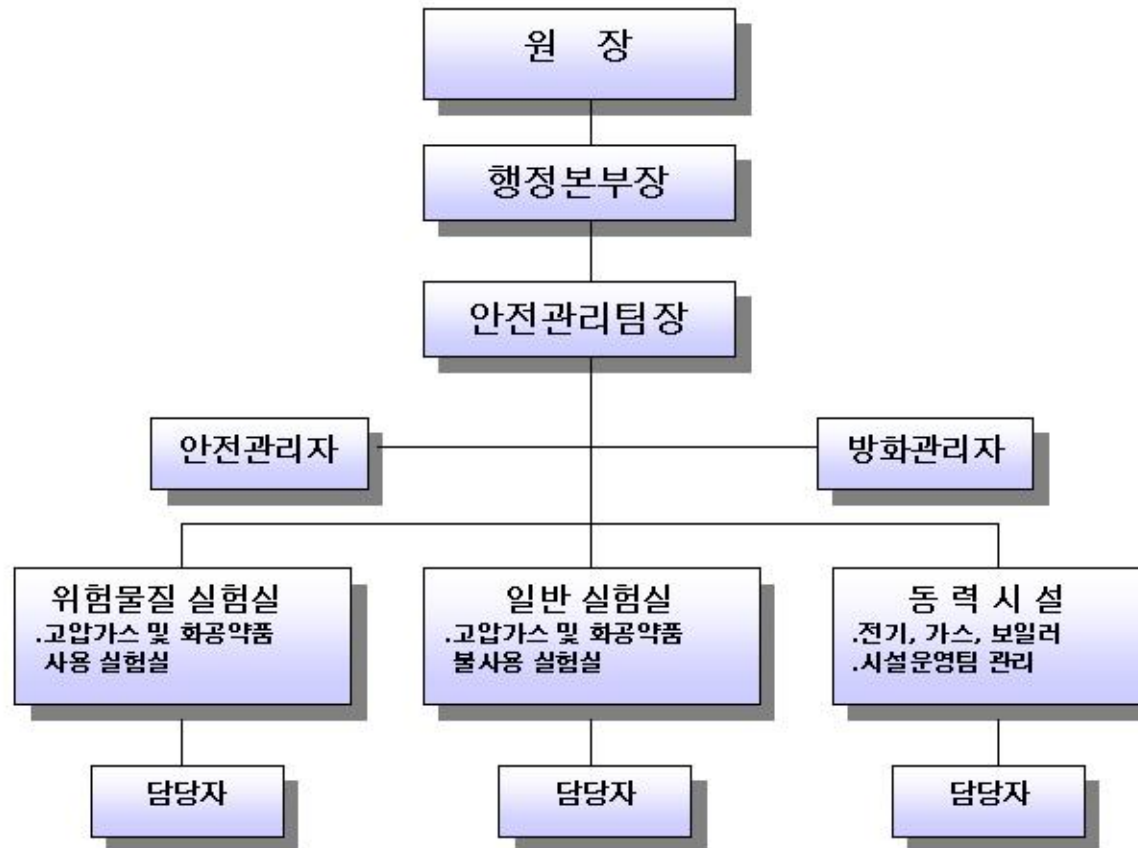 원 장
행정본부장
안전관리팀장
안전관리자
방화관리자
위험물질 실험실
.고압가스 및 화공약품
사용 실험실
일반 실험실
.고압가스 및 화공약품
불사용 실험실
동 력 시 설
.전기, 가스, 보일러
.시설운영팀 관리
담당자
담당자
담당자